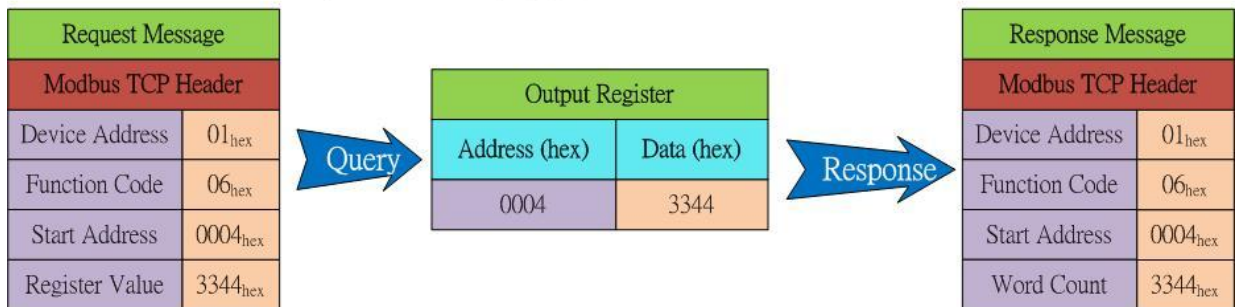 Request Message
Modbus TCP Header
Device Address 01hex
Function Code 06hex
Start Address 0004hex
Register Value 3344hex
Query
Output Register
Address (hex) Data (hex)
0004 3344
Response
Response Message
Modbus TCP Header
Device Address 01hex
Function Code 06hex
Start Address 0004hex
Word Count 3344hex